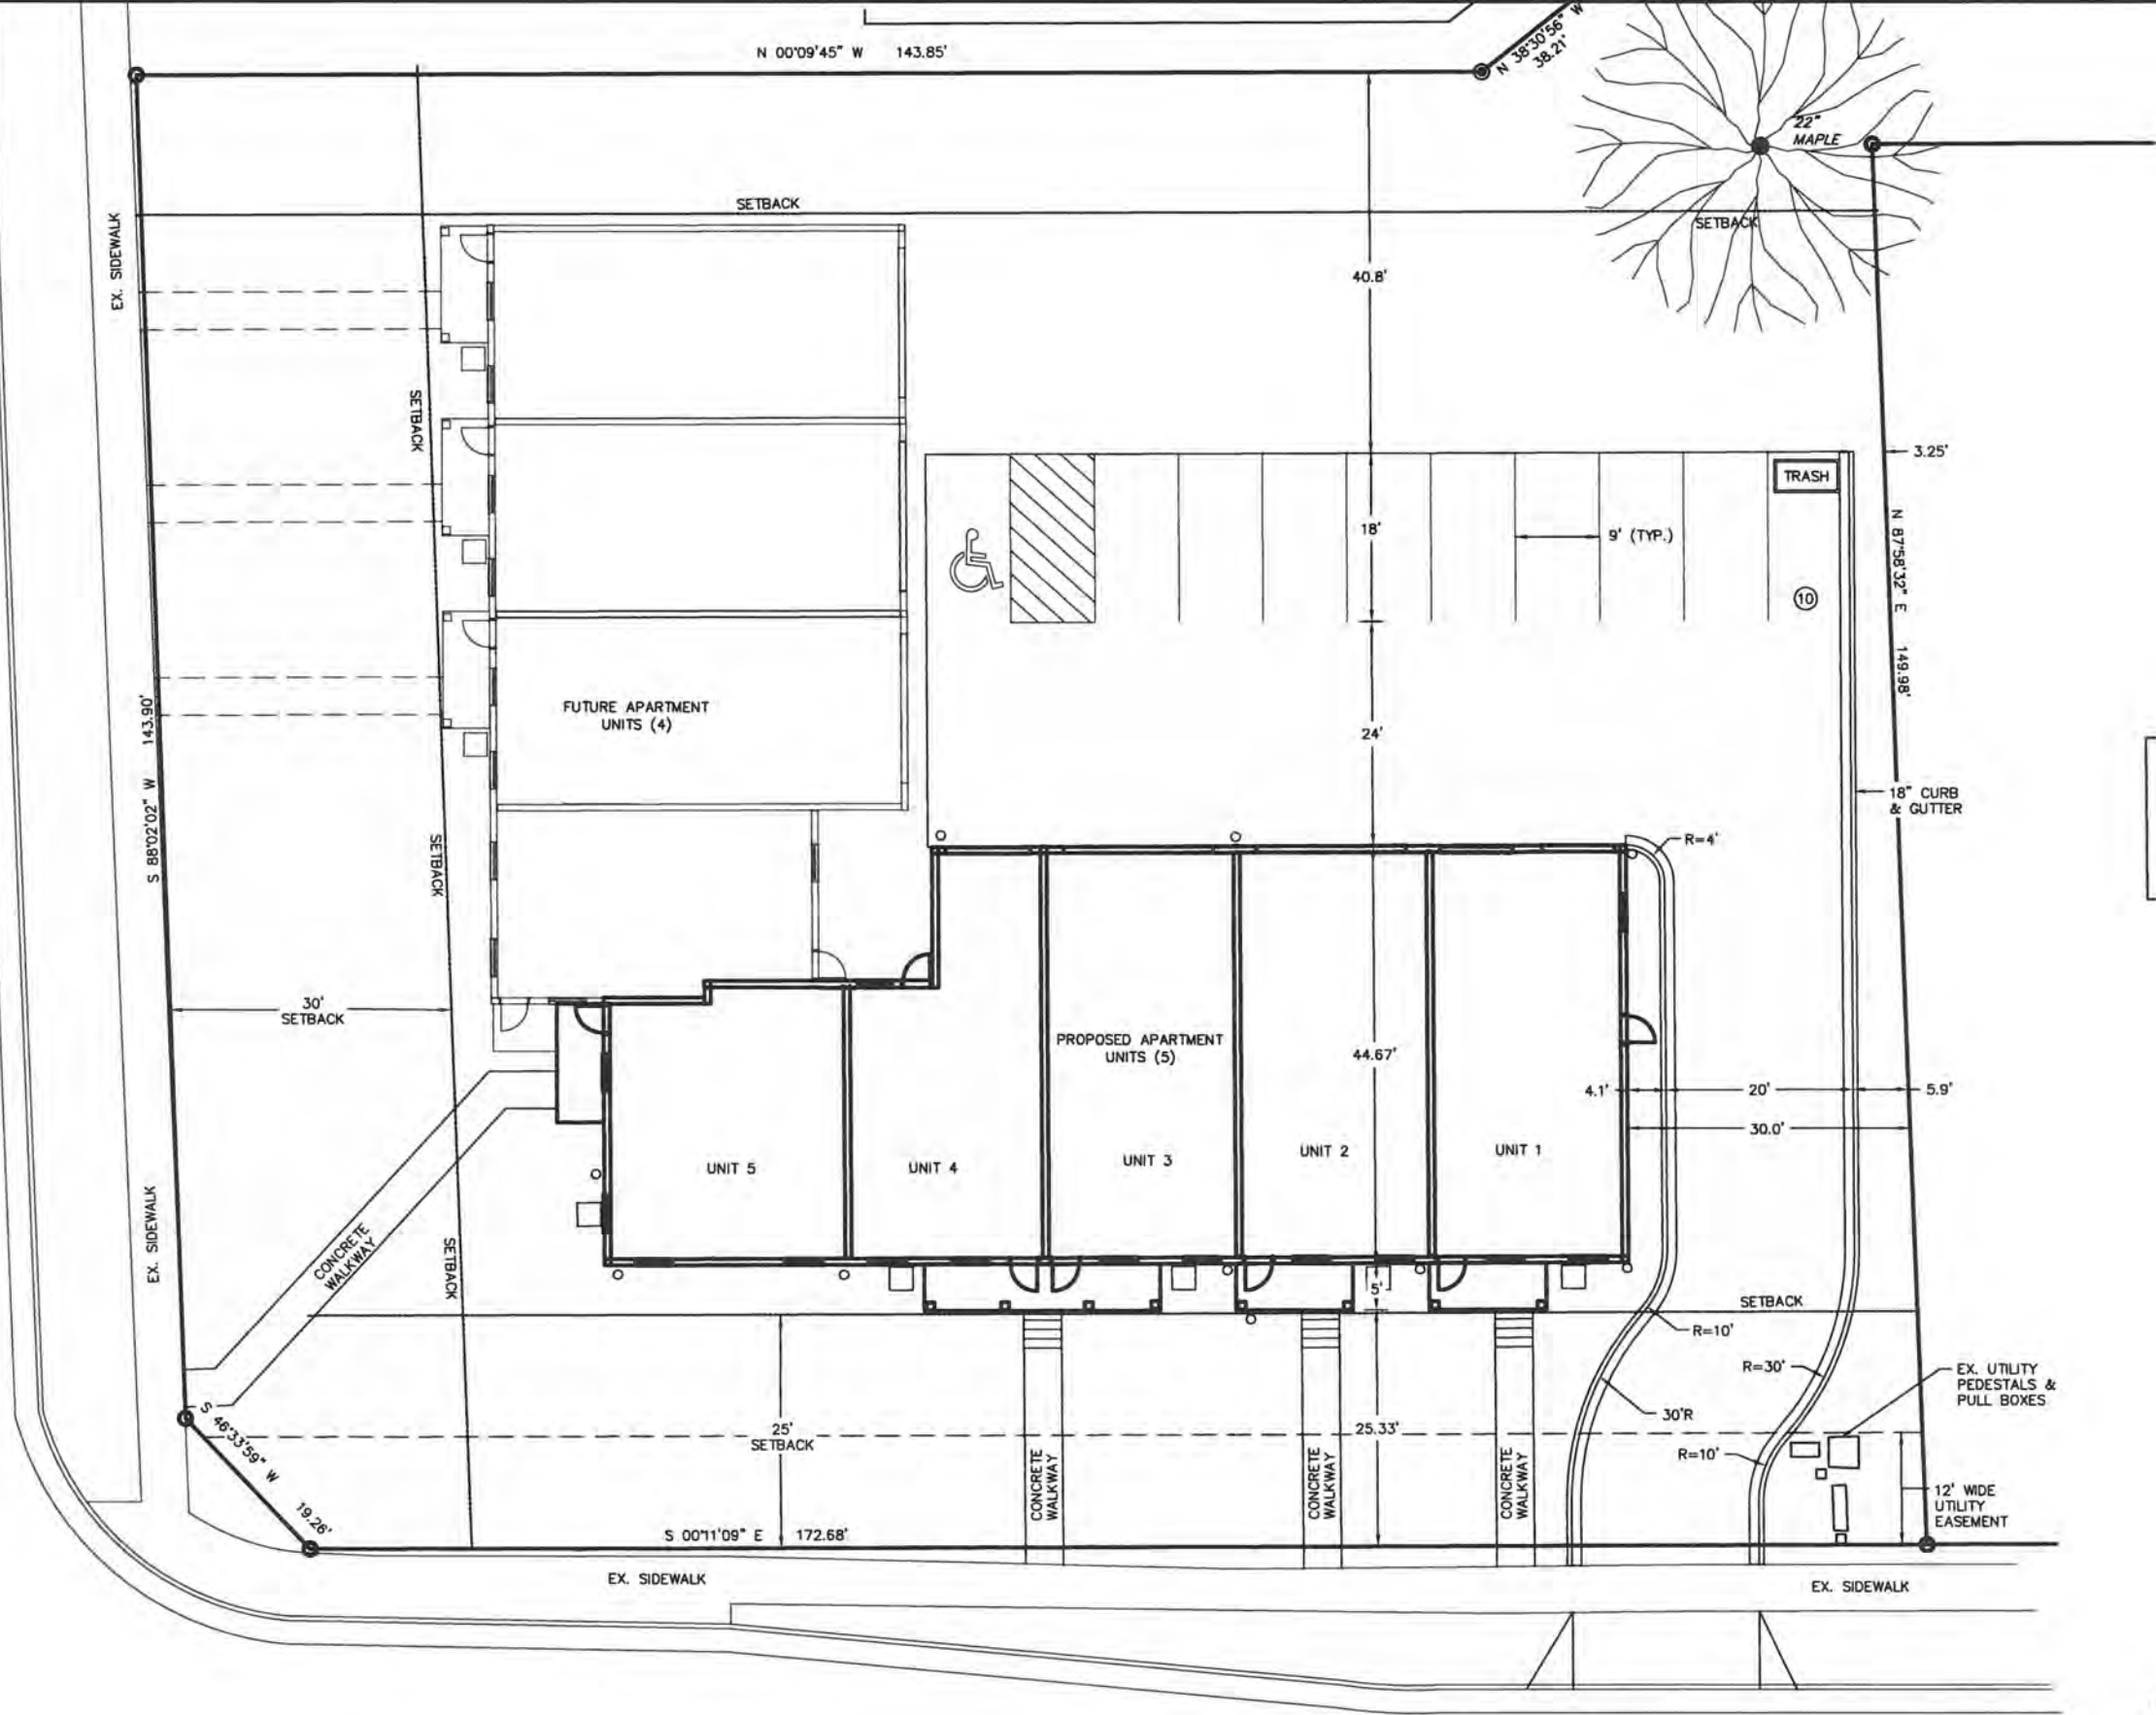 N 00°09'45" W 143.85'
N 38°30'56" W
38.21'
22"
MAPLE
SETBACK
SETBACK
EX. SIDEWALK
40.8'
SETBACK
3.25'
TRASH
18'
9' (TYP.)
N 87°58'32" E 149.98'
10
FUTURE APARTMENT
UNITS (4)
24'
S 88°02'02" W 143.90'
18" CURB
& GUTTER
SETBACK
R=4'
30'
SETBACK
PROPOSED APARTMENT
UNITS (5)
44.67'
4.1'
20'
5.9'
30.0'
UNIT 5
UNIT 4
UNIT 3
UNIT 2
UNIT 1
EX. SIDEWALK
CONCRETE
WALKWAY
SETBACK
5'
SETBACK
R=10'
R=30'
EX. UTILITY
PEDESTALS &
PULL BOXES
30'R
S 46°33'59" W
19.26'
25'
SETBACK
25.33'
R=10'
CONCRETE
WALKWAY
CONCRETE
WALKWAY
CONCRETE
WALKWAY
12' WIDE
UTILITY
EASEMENT
S 00°11'09" E 172.68'
EX. SIDEWALK
EX. SIDEWALK